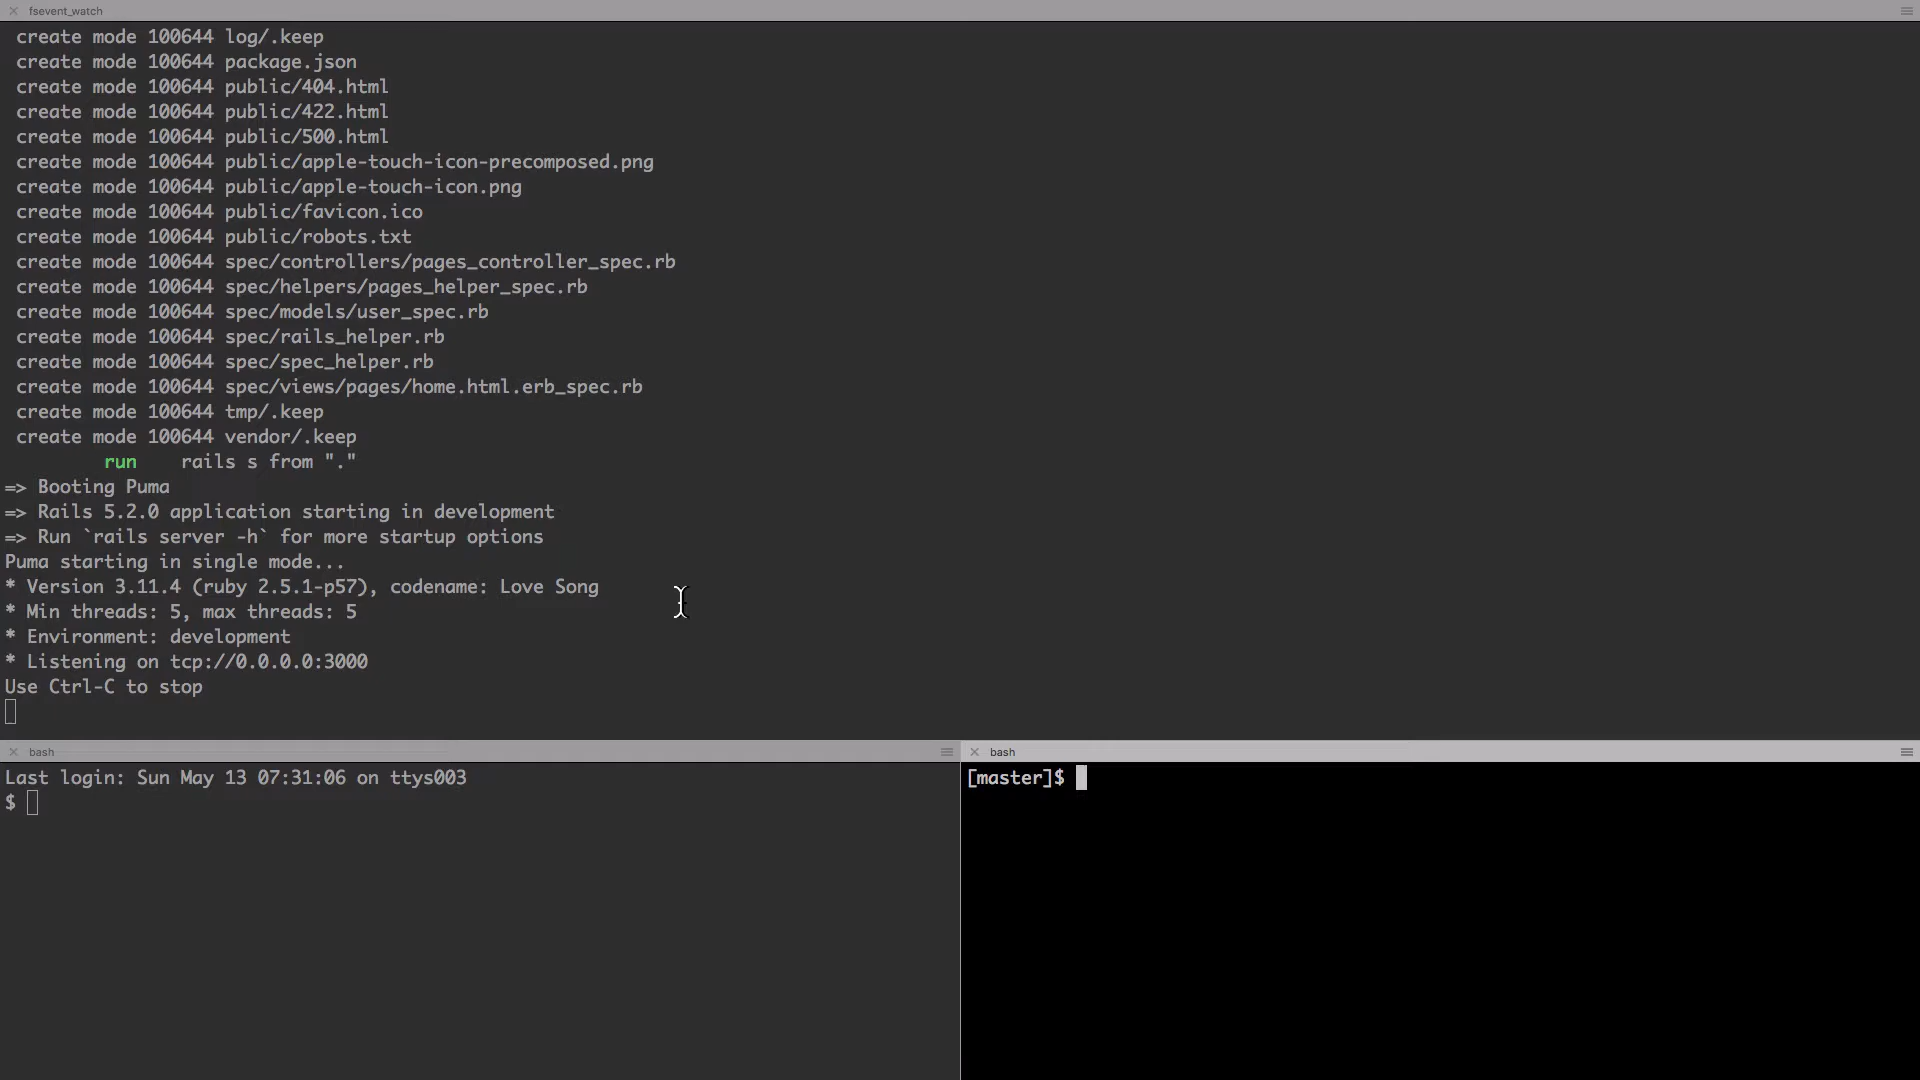 fsevent_watch
create mode 100644 log/.keep
create mode 100644 package.json
create mode 100644 public/404.html
create mode 100644 public/422.html
create mode 100644 public/500.html
create mode 100644 public/apple-touch-icon-precomposed.png
create mode 100644 public/apple-touch-icon.png
create mode 100644 public/favicon.ico
create mode 100644 public/robots.txt
create mode 100644 spec/controllers/pages_controller_spec.rb
create mode 100644 spec/helpers/pages_helper_spec.rb
create mode 100644 spec/models/user_spec.rb
create mode 100644 spec/rails_helper.rb
create mode 100644 spec/spec_helper.rb
create mode 100644 spec/views/pages/home.html.erb_spec.rb
create mode 100644 tmp/.keep
create mode 100644 vendor/.keep
run    rails s from "."
=> Booting Puma
=> Rails 5.2.0 application starting in development
=> Run `rails server -h` for more startup options
Puma starting in single mode...
* Version 3.11.4 (ruby 2.5.1-p57), codename: Love Song
* Min threads: 5, max threads: 5
* Environment: development
* Listening on tcp://0.0.0.0:3000
Use Ctrl-C to stop
bash
Last login: Sun May 13 07:31:06 on ttys003
$
bash
[master]$